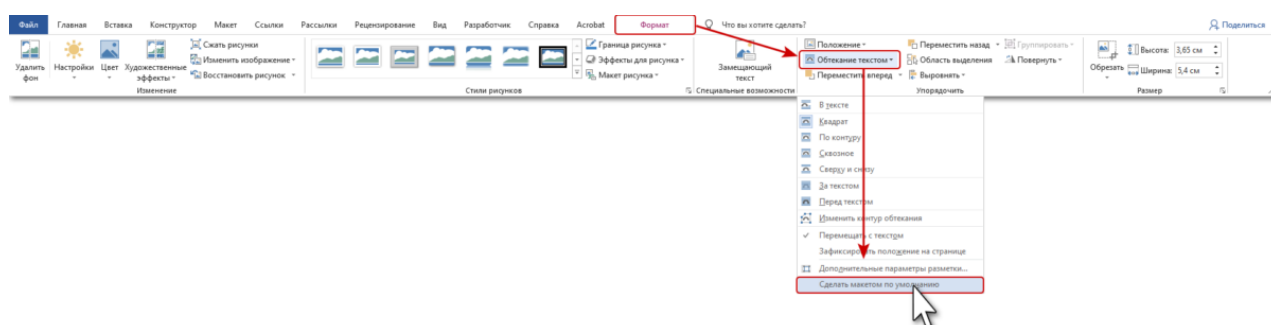 Файл Главная Вставка Конструктор Макет Ссылки Рассылки Рецензирование Вид Разработчик Справка Acrobat Формат Что вы хотите сделать? Поделиться
Удалить фон
Настройки
Цвет
Художественные эффекты
Сжать рисунки
Изменить изображение
Восстановить рисунок
Изменение
Стили рисунков
Граница рисунка
Эффекты для рисунка
Макет рисунка
Замещающий текст
Специальные возможности
Положение
Обтекание текстом
Переместить вперед
Переместить назад
Область выделения
Выровнять
Группировать
Повернуть
Упорядочить
Обрезать
Высота: 3,65 см
Ширина: 5,4 см
Размер
В тексте
Квадрат
По контуру
Сквозное
Сверху и снизу
За текстом
Перед текстом
Изменить контур обтекания
Перемещать с текстом
Зафиксировать положение на странице
Дополнительные параметры разметки...
Сделать макетом по умолчанию